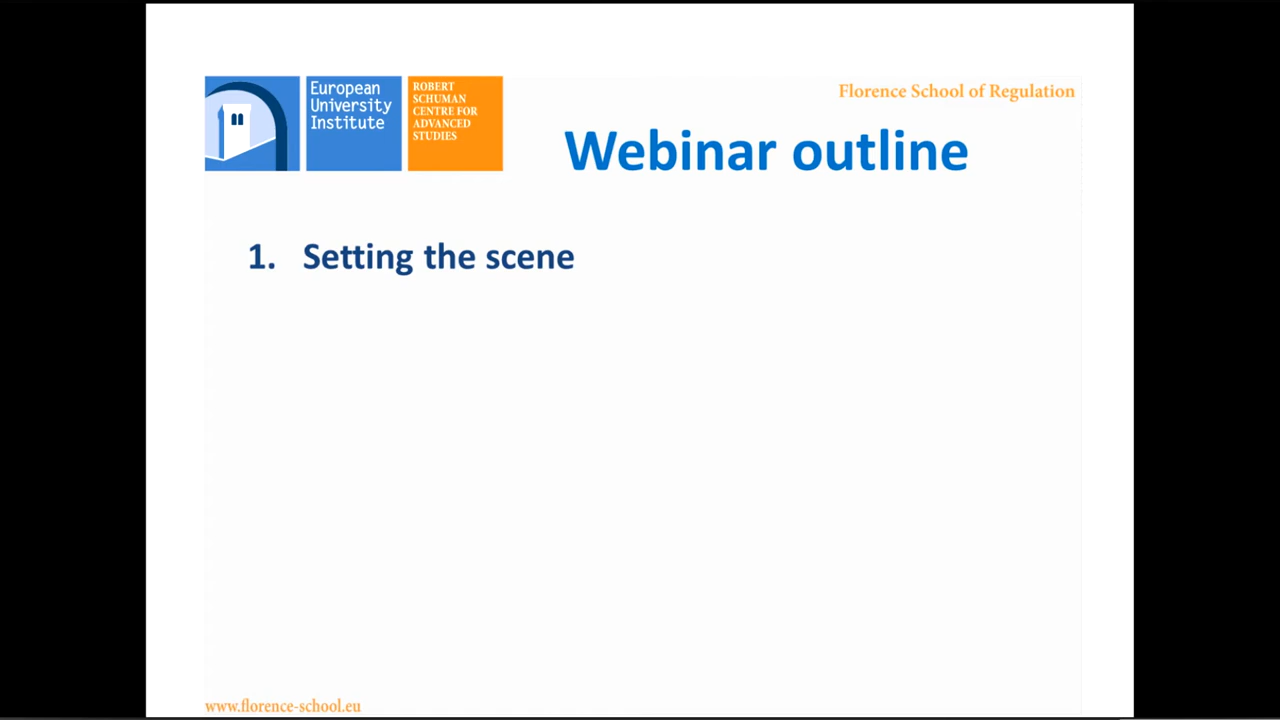 European
University
Institute
ROBERT
SCHUMAN
CENTRE FOR
ADVANCED
STUDIES
Florence School of Regulation
Webinar outline
1. Setting the scene
www.florence-school.eu